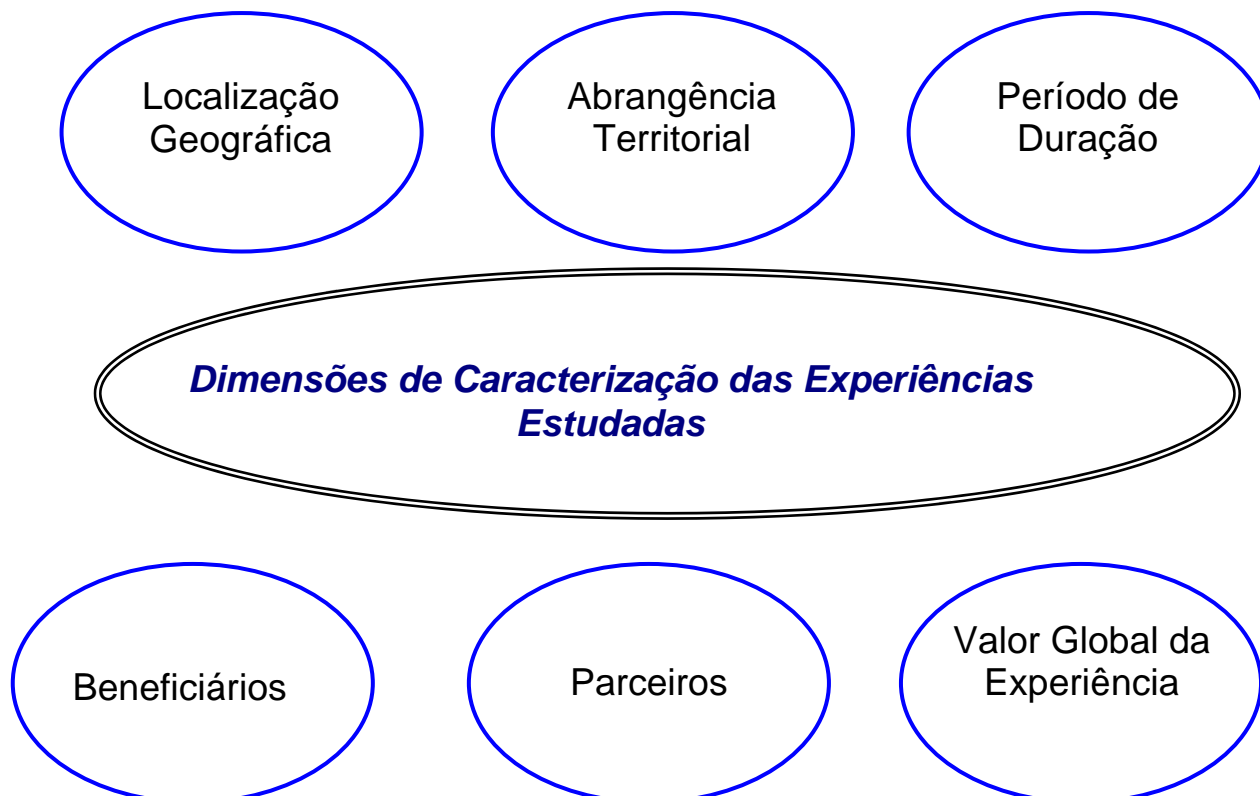 Localização
Geográfica
Abrangência
Territorial
Período de
Duração
Dimensões de Caracterização das Experiências
Estudadas
Beneficiários
Parceiros
Valor Global da
Experiência